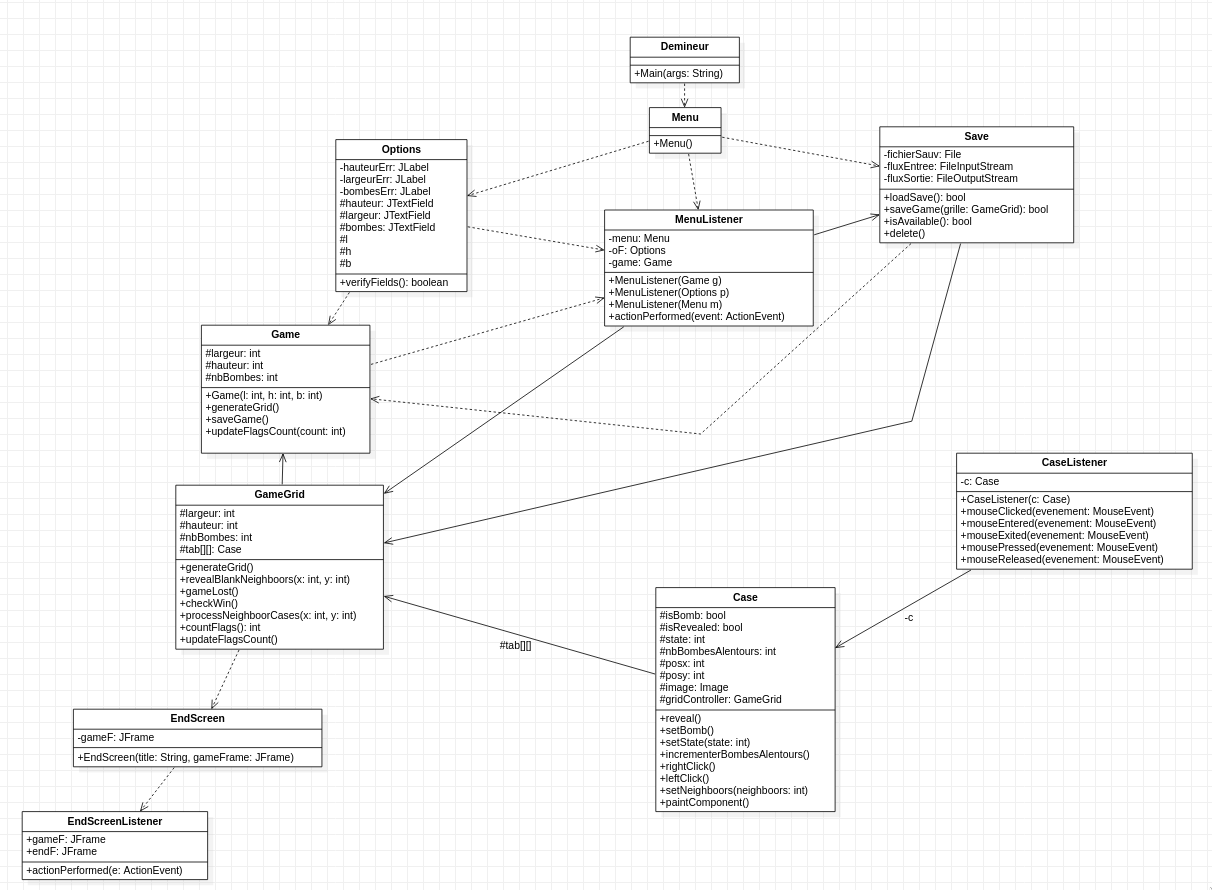 Demineur
+Main(args: String)
Menu
+Menu()
Options
-hauteurErr: JLabel
-largeurErr: JLabel
-bombesErr: JLabel
#hauteur: JTextField
#largeur: JTextField
#bombes: JTextField
#l
#h
#b
+verifyFields(): boolean
Save
-fichierSauv: File
-fluxEntree: FileInputStream
-fluxSortie: FileOutputStream
+loadSave(): bool
+saveGame(grille: GameGrid): bool
+isAvailable(): bool
+delete()
MenuListener
-menu: Menu
-oF: Options
-game: Game
+MenuListener(Game g)
+MenuListener(Options p)
+MenuListener(Menu m)
+actionPerformed(event: ActionEvent)
Game
#largeur: int
#hauteur: int
#nbBombes: int
+Game(l: int, h: int, b: int)
+generateGrid()
+saveGame()
+updateFlagsCount(count: int)
GameGrid
#largeur: int
#hauteur: int
#nbBombes: int
#tab[][]: Case
+generateGrid()
+revealBlankNeighboors(x: int, y: int)
+gameLost()
+checkWin()
+processNeighboorCases(x: int, y: int)
+countFlags(): int
+updateFlagsCount()
CaseListener
-c: Case
+CaseListener(c: Case)
+mouseClicked(evenement: MouseEvent)
+mouseEntered(evenement: MouseEvent)
+mouseExited(evenement: MouseEvent)
+mousePressed(evenement: MouseEvent)
+mouseReleased(evenement: MouseEvent)
-c
#tab[][]
Case
#isBomb: bool
#isRevealed: bool
#state: int
#nbBombesAlentours: int
#posx: int
#posy: int
#image: Image
#gridController: GameGrid
+reveal()
+setBomb()
+setState(state: int)
+incrementerBombesAlentours()
+rightClick()
+leftClick()
+setNeighbors(neighboors: int)
+paintComponent()
EndScreen
-gameF: JFrame
+EndScreen(title: String, gameFrame: JFrame)
EndScreenListener
+gameF: JFrame
+endF: JFrame
+actionPerformed(e: ActionEvent)